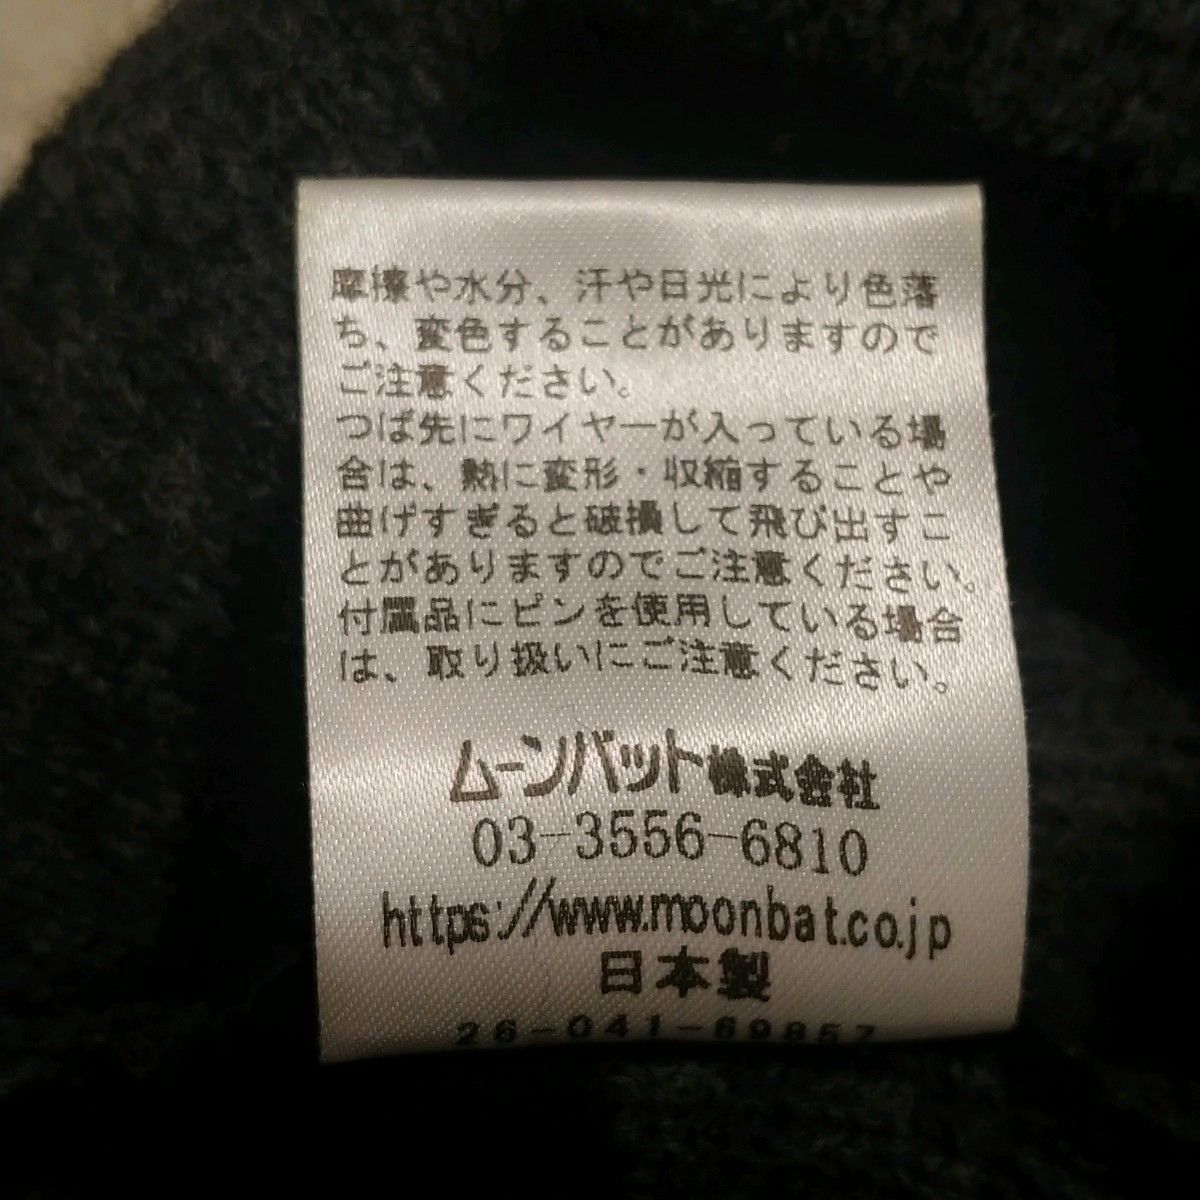 摩擦や水分、汗や日光により色落
ち、変色することがありますので
ご注意ください。
つば先にワイヤーが入っている場
合は、熱に変形・収縮することや
曲げすぎると破損して飛び出すこ
とがありますのでご注意ください。
付属品にピンを使用している場合
は、取り扱いにご注意ください。
ムーンバット株式会社
03-3556-6810
https://www.moonbat.co.jp
日本製
26-041-69857